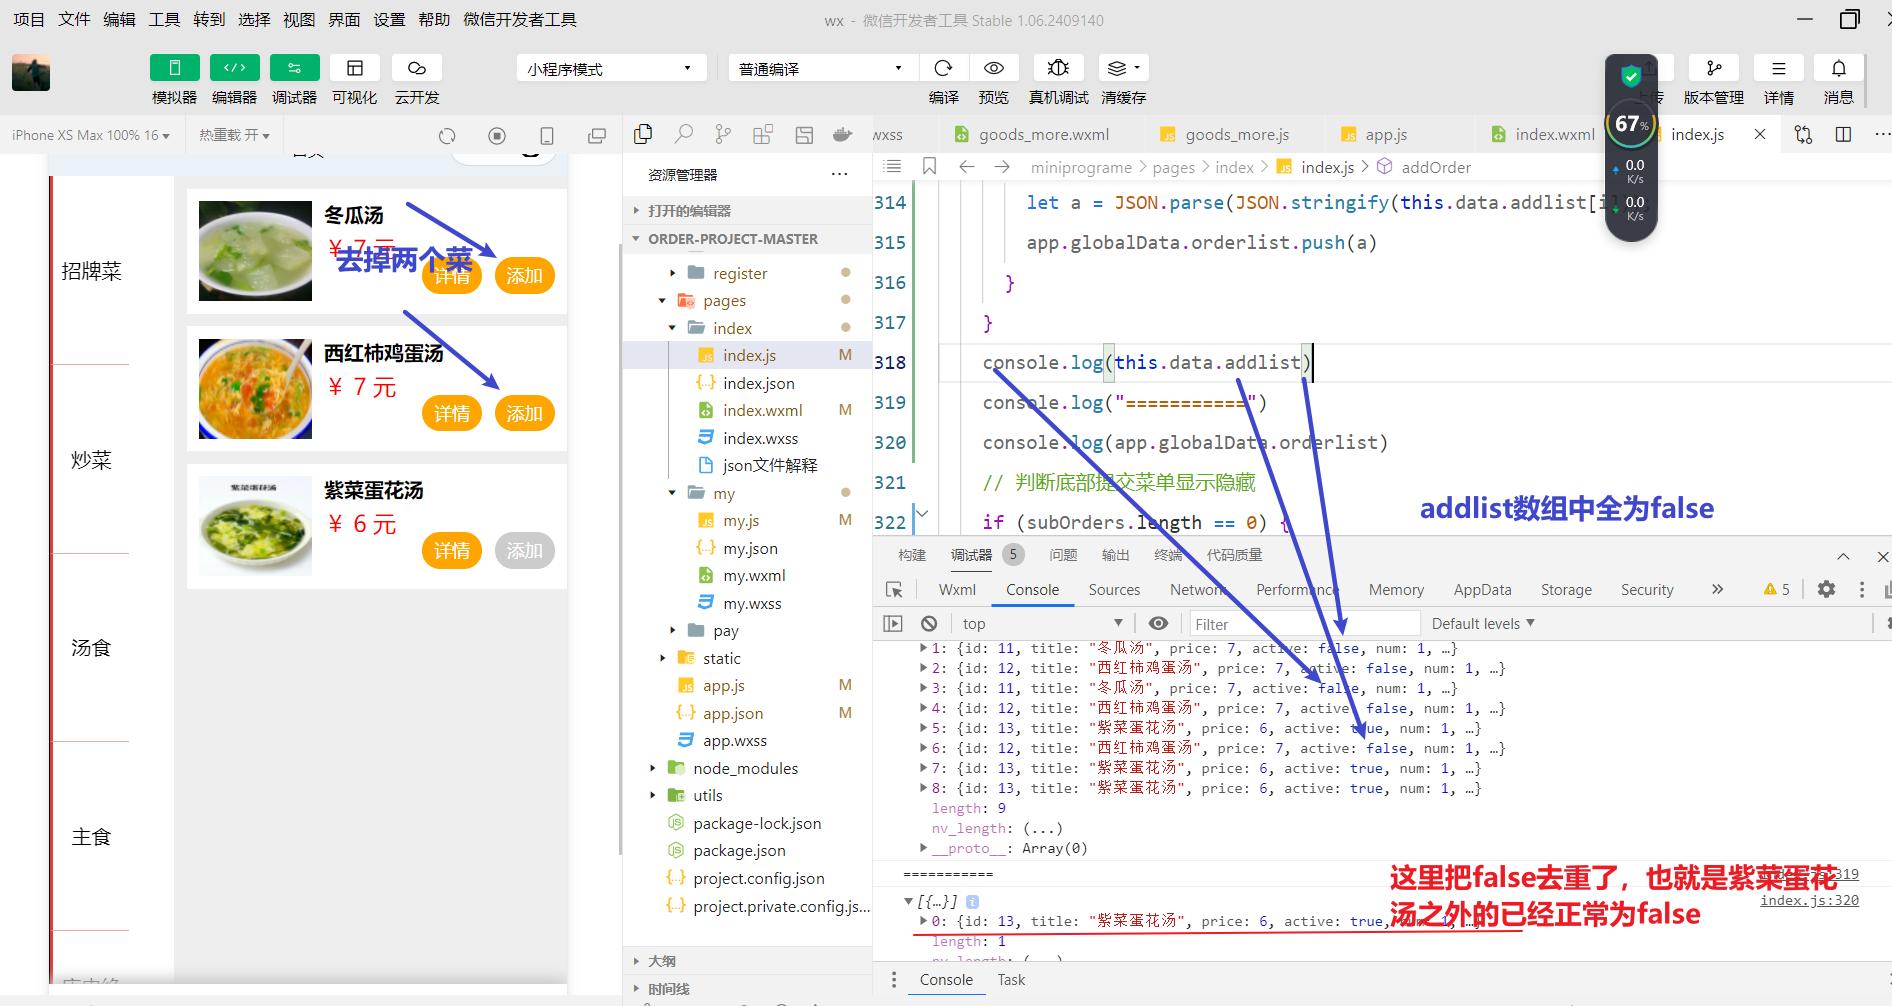 项目 文件 编辑 工具 转到 选择 视图 界面 设置 帮助 微信开发者工具
wx - 微信开发者工具 Stable 1.06.2409140
模拟器 编辑器 调试器 可视化 云开发
小程序模式
普通编译
编译 预览 真机调试 清缓存
上传 版本管理 详情 消息
67%
0.0
K/s
0.0
K/s
iPhone XS Max 100% 16
热重载 开
招牌菜
炒菜
汤食
主食
冬瓜汤
￥ 7 元
去掉两个菜
详情 添加
西红柿鸡蛋汤
￥ 7 元
详情 添加
紫菜蛋花汤
紫菜蛋花汤
￥ 6 元
详情 添加
资源管理器
打开的编辑器
ORDER-PROJECT-MASTER
register
pages
index
index.js M
index.json
index.wxml M
index.wxss
json文件解释
my
my.js M
my.json
my.wxml
my.wxss
pay
static
app.js M
app.json M
app.wxss
node_modules
utils
package-lock.json
package.json
project.config.json
project.private.config.js...
大纲
时间线
wxss goods_more.wxml goods_more.js app.js index.wxml index.js
miniprograme > pages > index > index.js > addOrder
314 let a = JSON.parse(JSON.stringify(this.data.addlist[i]
315 app.globalData.orderlist.push(a)
316 }
317 }
318 console.log(this.data.addlist)
319 console.log("===========")
320 console.log(app.globalData.orderlist)
321 // 判断底部提交菜单显示隐藏
322 if (subOrders.length == 0) {
addlist数组中全为false
构建 调试器 5 问题 输出 终端 代码质量
Wxml Console Sources Network Performance Memory AppData Storage Security » 5
top Filter Default levels
1: {id: 11, title: "冬瓜汤", price: 7, active: false, num: 1, …}
2: {id: 12, title: "西红柿鸡蛋汤", price: 7, active: false, num: 1, …}
3: {id: 11, title: "冬瓜汤", price: 7, active: false, num: 1, …}
4: {id: 12, title: "西红柿鸡蛋汤", price: 7, active: false, num: 1, …}
5: {id: 13, title: "紫菜蛋花汤", price: 6, active: true, num: 1, …}
6: {id: 12, title: "西红柿鸡蛋汤", price: 7, active: false, num: 1, …}
7: {id: 13, title: "紫菜蛋花汤", price: 6, active: true, num: 1, …}
8: {id: 13, title: "紫菜蛋花汤", price: 6, active: true, num: 1, …}
length: 9
nv_length: (...)
__proto__: Array(0)
=========== index.js:319
这里把false去重了，也就是紫菜蛋花
汤之外的已经正常为false
[{…}] index.js:320
0: {id: 13, title: "紫菜蛋花汤", price: 6, active: true, num: 1, …}
length: 1
nv_length: (...)
Console Task